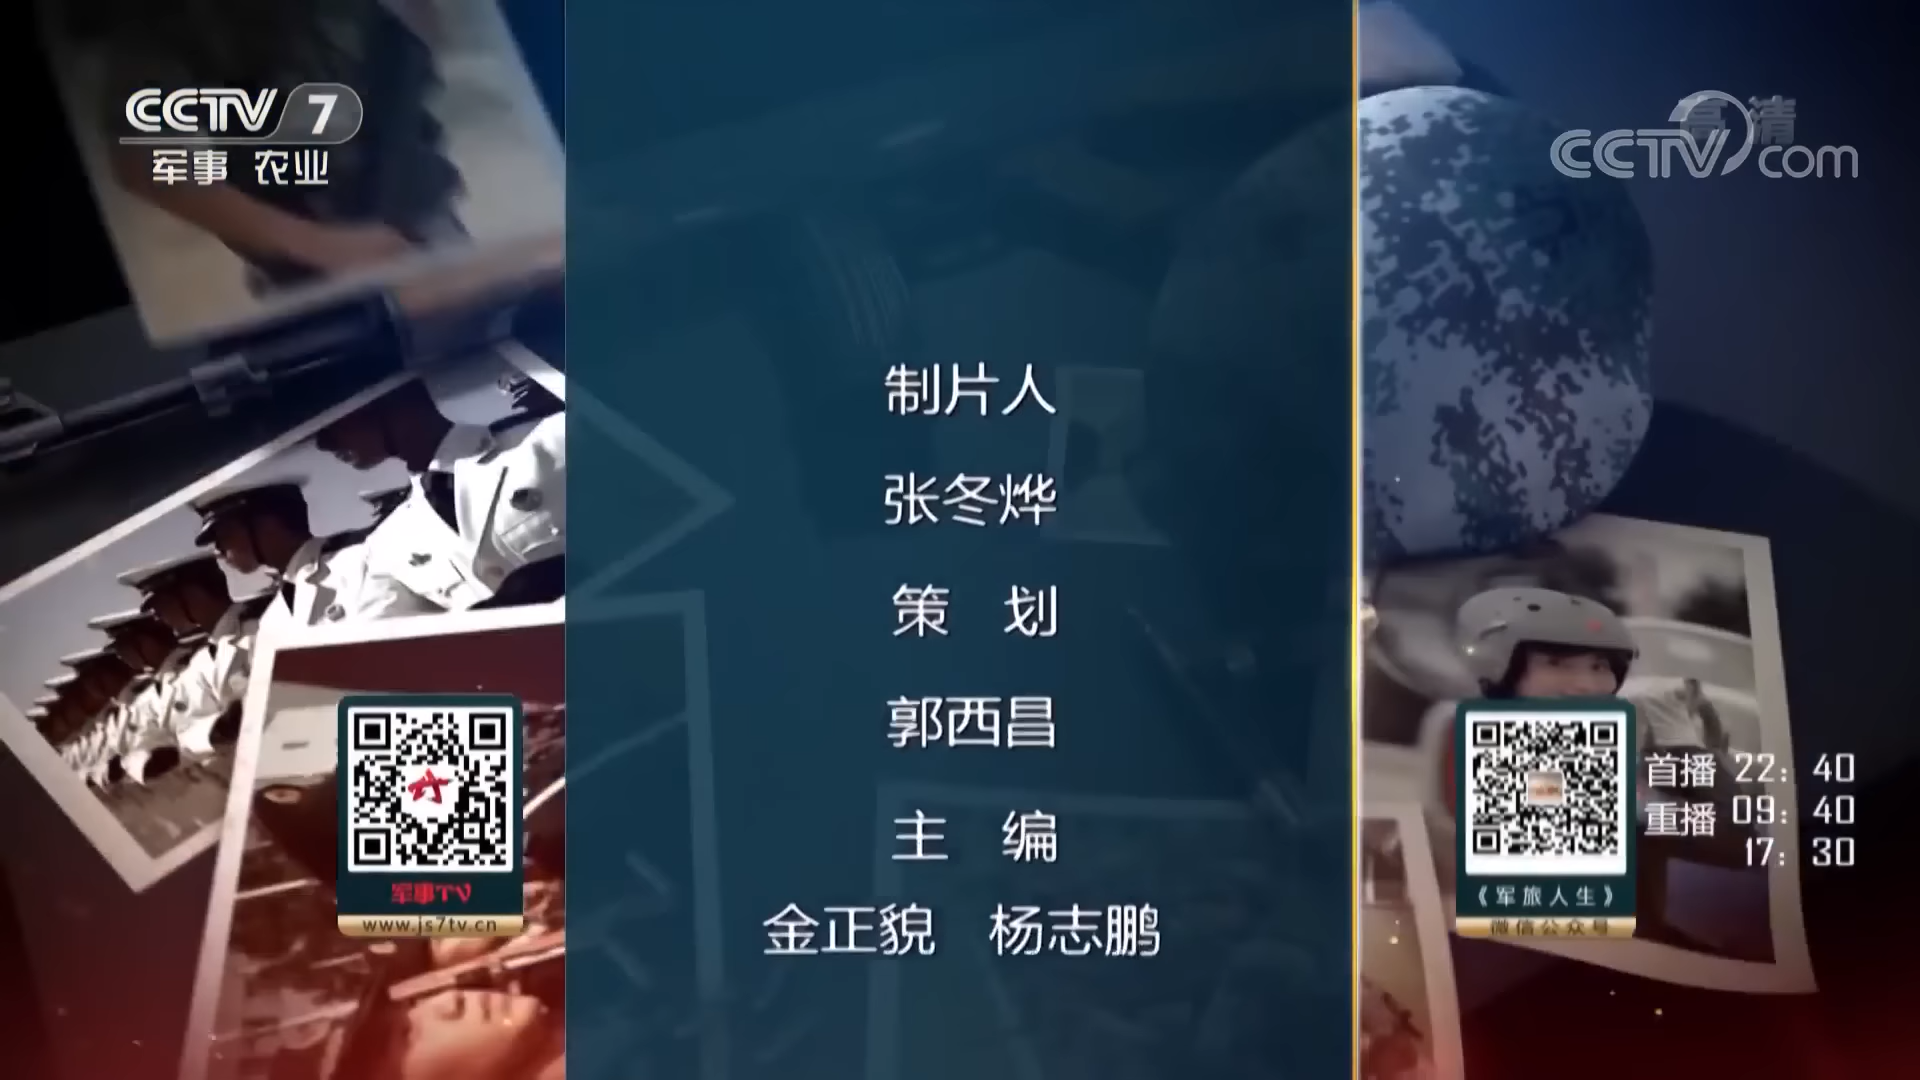 CCTV 7
军事 农业
高清
CCTV.com
制片人
张冬烨
策 划
郭西昌
主 编
金正貌 杨志鹏
军事TV
www.js7tv.cn
《军旅人生》
微信公众号
首播 22: 40
重播 09: 40
17: 30